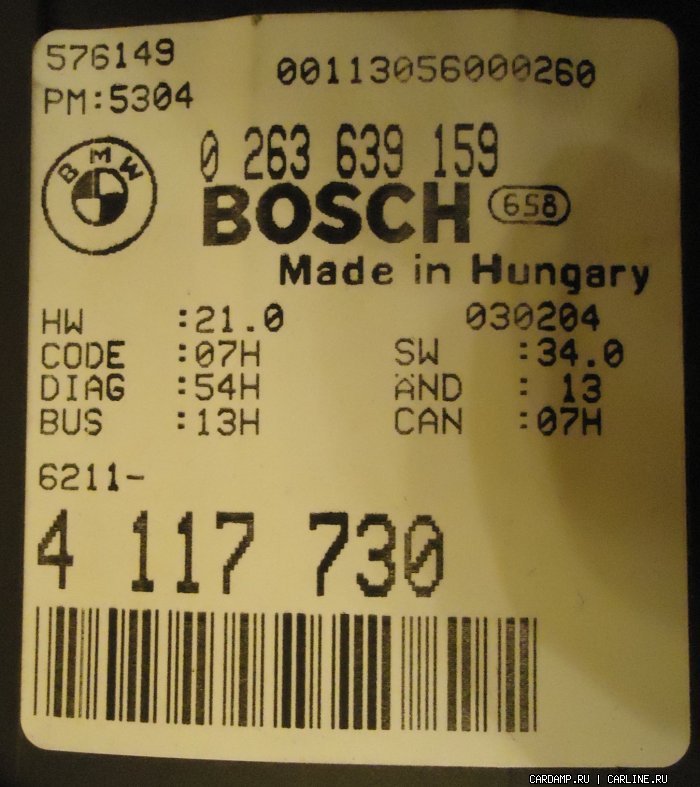 576149 00113056000260
PM:5304
BMW
0 263 639 159
BOSCH 658
Made in Hungary
HW :21.0 030204
CODE :07H SW :34.0
DIAG :54H ÄND : 13
BUS :13H CAN :07H
6211-
4 117 730
CARDAMP.RU | CARLINE.RU